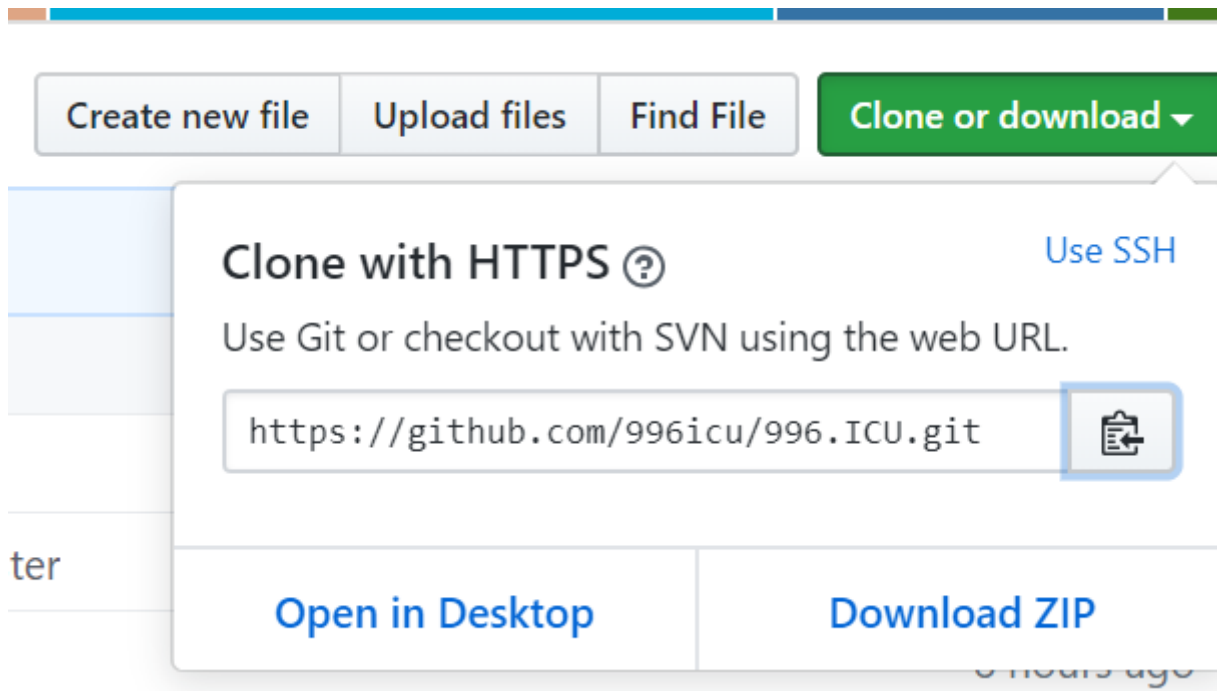 Create new file Upload files Find File Clone or download
Clone with HTTPS ? Use SSH
Use Git or checkout with SVN using the web URL.
https://github.com/996icu/996.ICU.git
ter
Open in Desktop Download ZIP
hours ago